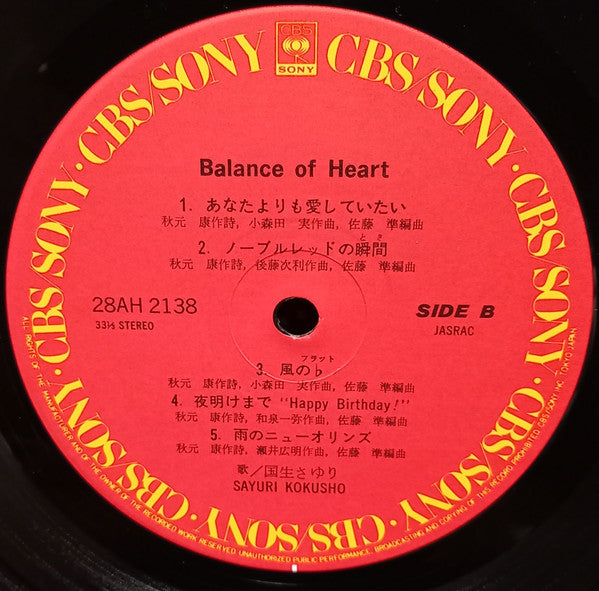 CBS/SONY · CBS/SONY · CBS/SONY · CBS/SONY · CBS/SONY · CBS/SONY
CBS
SONY
Balance of Heart
1. あなたよりも愛していたい
秋元 康作詩, 小森田 実作曲, 佐藤 準編曲
とき
2. ノーブルレッドの瞬間
秋元 康作詩, 後藤次利作曲, 佐藤 準編曲
28AH 2138
33⅓ STEREO
SIDE B
JASRAC
フラット
3. 風の♭
秋元 康作詩, 小森田 実作曲, 佐藤 準編曲
4. 夜明けまで “Happy Birthday!”
秋元 康作詩, 和泉一弥作曲, 佐藤 準編曲
5. 雨のニューオリンズ
秋元 康作詩, 瀬井広明作曲, 佐藤 準編曲
歌／国生さゆり
SAYURI KOKUSHO
ALL RIGHTS OF THE MANUFACTURER AND OF THE OWNER OF THE RECORDED WORK RESERVED UNAUTHORIZED PUBLIC PERFORMANCE, BROADCASTING AND COPYING OF THIS RECORD PROHIBITED CBS/SONY INC. TOKYO JAPAN